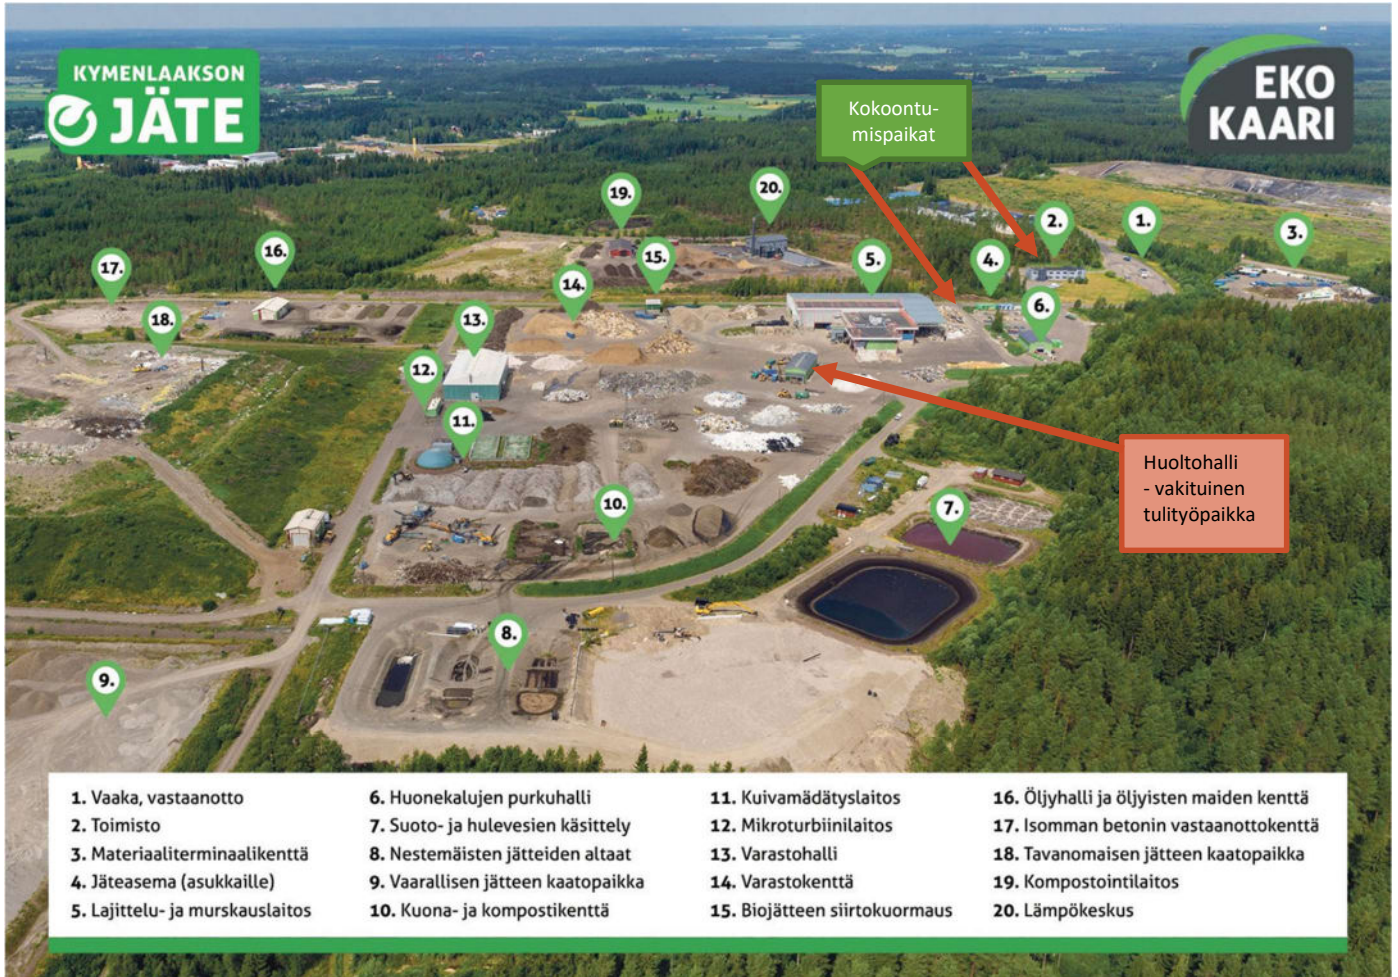 KYMENLAAKSON
JÄTE
EKO
KAARI
Kokoontu-
mispaikat
19.
20.
2.
1.
3.
17.
16.
15.
5.
4.
14.
6.
18.
13.
12.
11.
Huoltohalli
- vakituinen
tulityöpaikka
10.
7.
8.
9.
1. Vaaka, vastaanotto
2. Toimisto
3. Materiaaliterminaalikenttä
4. Jäteasema (asukkaille)
5. Lajittelu- ja murskauslaitos
6. Huonekalujen purkuhalli
7. Suoto- ja hulevesien käsittely
8. Nestemäisten jätteiden altaat
9. Vaarallisen jätteen kaatopaikka
10. Kuona- ja kompostikenttä
11. Kuivamädätyslaitos
12. Mikroturbiinilaitos
13. Varastohalli
14. Varastokenttä
15. Biojätteen siirtokuormaus
16. Öljyhalli ja öljyisten maiden kenttä
17. Isomman betonin vastaanottokenttä
18. Tavanomaisen jätteen kaatopaikka
19. Kompostointilaitos
20. Lämpökeskus